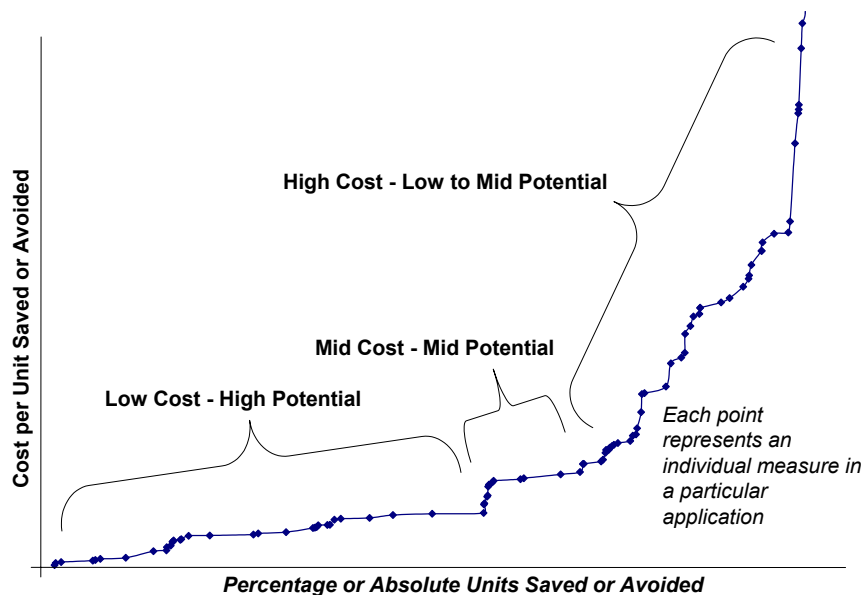 Cost per Unit Saved or Avoided
High Cost - Low to Mid Potential
Mid Cost - Mid Potential
Low Cost - High Potential
Each point
represents an
individual measure in
a particular
application
Percentage or Absolute Units Saved or Avoided